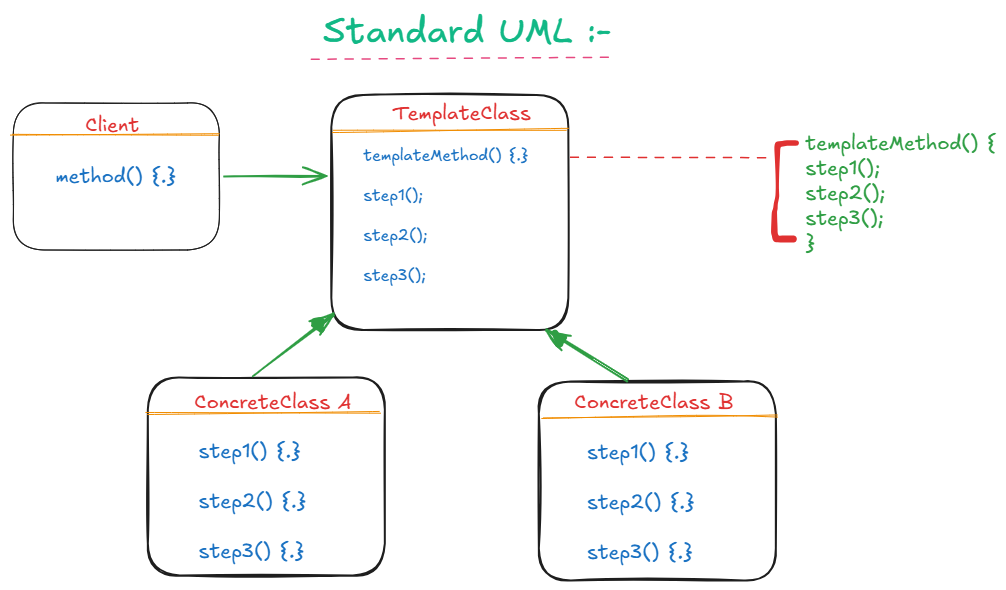 Standard UML :-
Client
method() {.}
TemplateClass
templateMethod() {.}
step1();
step2();
step3();
templateMethod() {
step1();
step2();
step3();
}
ConcreteClass A
step1() {.}
step2() {.}
step3() {.}
ConcreteClass B
step1() {.}
step2() {.}
step3() {.}